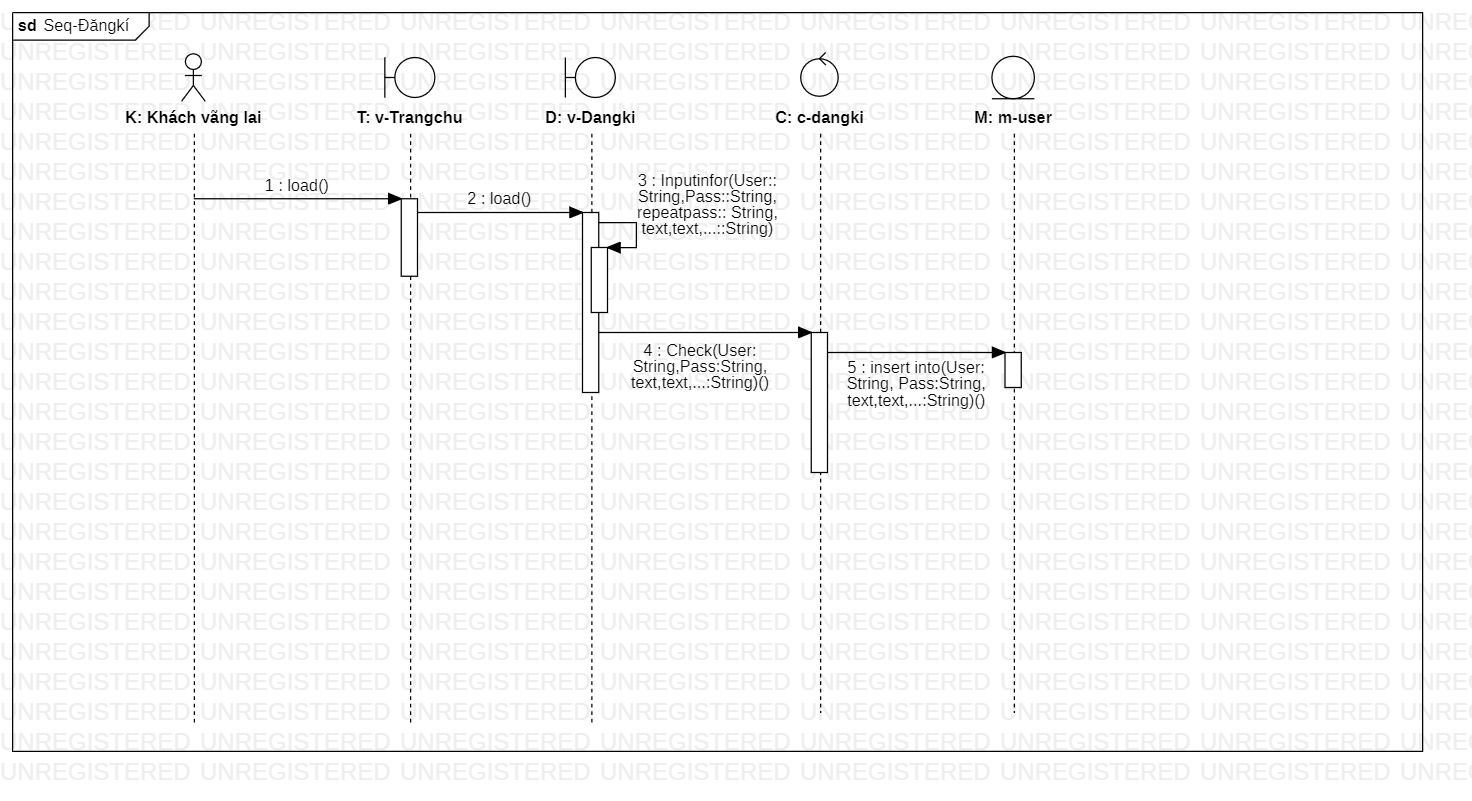 sd Seq-Đăngkí
K: Khách vãng lai
T: v-Trangchu
D: v-Dangki
C: c-dangki
M: m-user
1 : load()
2 : load()
3 : Inputinfor(User::
String,Pass::String,
repeatpass:: String,
text,text,...::String)
4 : Check(User:
String,Pass:String,
text,text,...:String)()
5 : insert into(User:
String, Pass:String,
text,text,...:String)()
UNREGISTERED